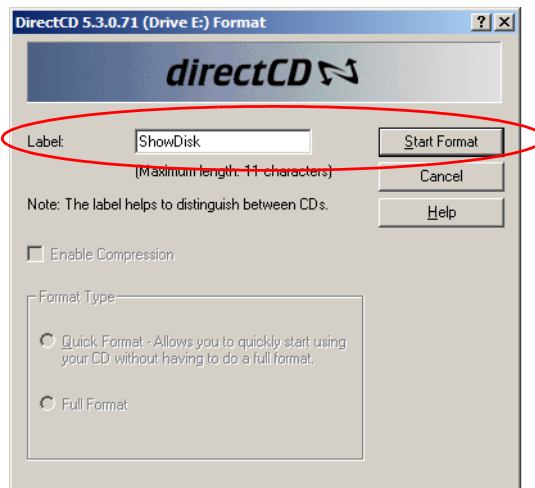 DirectCD 5.3.0.71 (Drive E:) Format
directCD
Label: ShowDisk Start Format
(Maximum length: 11 characters) Cancel
Note: The label helps to distinguish between CDs. Help
Enable Compression
Format Type
Quick Format - Allows you to quickly start using
your CD without having to do a full format.
Full Format